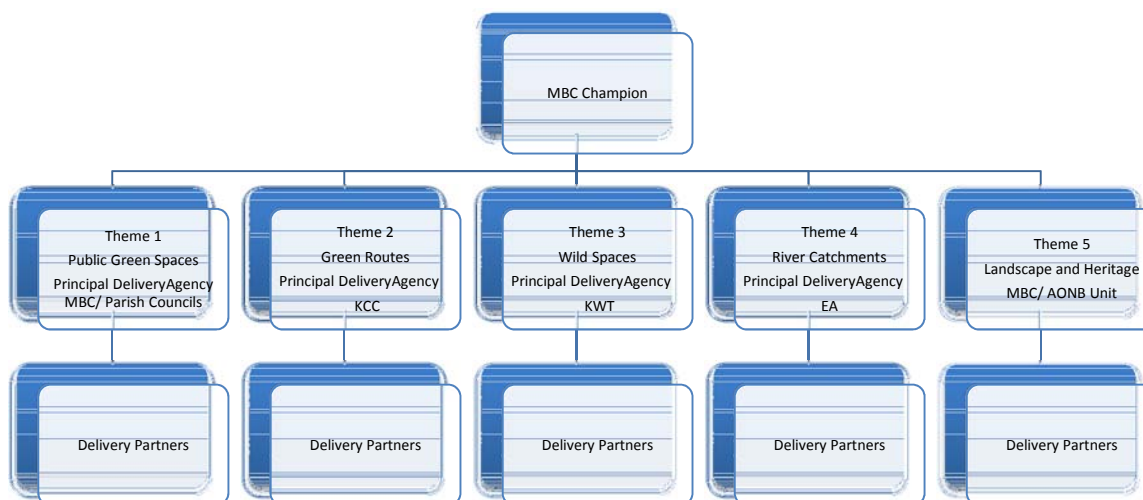 MBC Champion
Theme 1
Public Green Spaces
Principal DeliveryAgency
MBC/ Parish Councils
Theme 2
Green Routes
Principal DeliveryAgency
KCC
Theme 3
Wild Spaces
Principal DeliveryAgency
KWT
Theme 4
River Catchments
Principal DeliveryAgency
EA
Theme 5
Landscape and Heritage
MBC/ AONB Unit
Delivery Partners
Delivery Partners
Delivery Partners
Delivery Partners
Delivery Partners